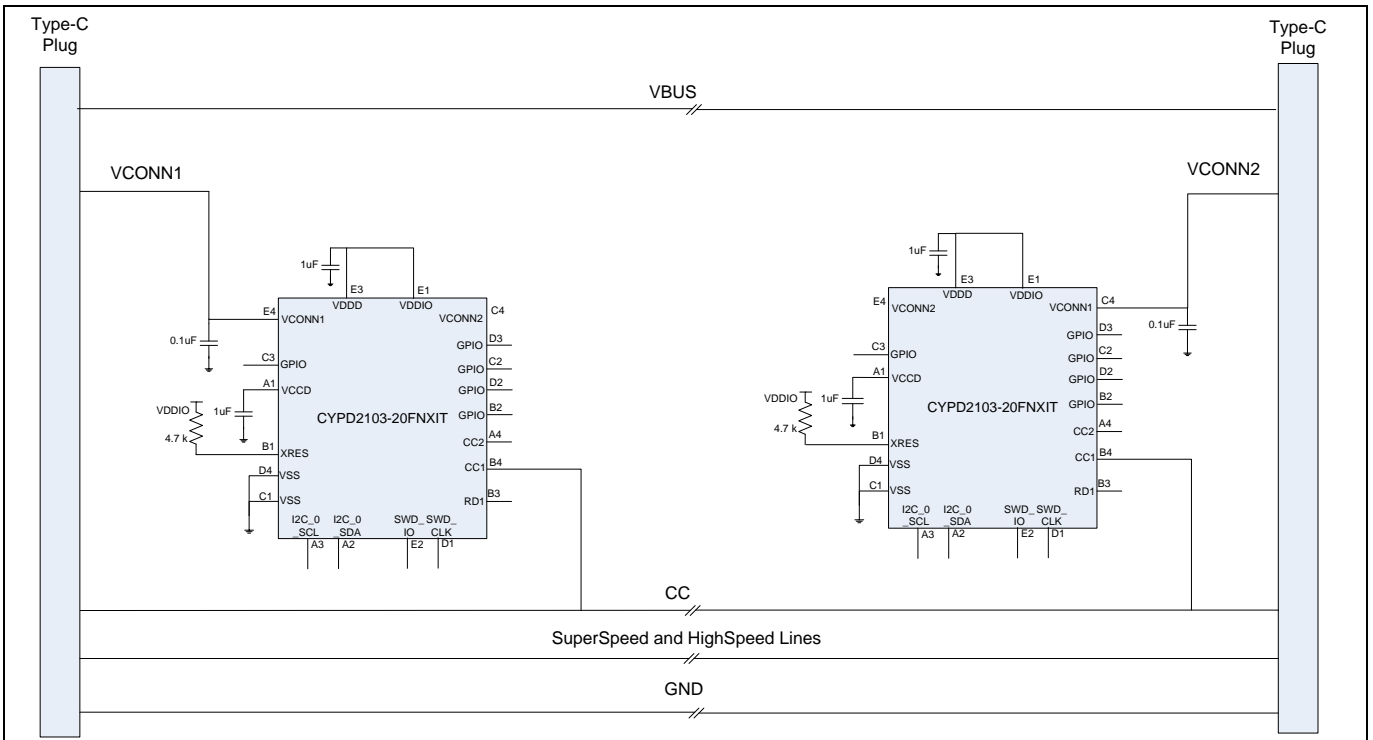 Type-C
Plug
Type-C
Plug
VBUS
VCONN1
VCONN2
1uF
E3
E1
VDDD
VDDIO
E4
VCONN1
C4
VCONN2
0.1uF
GPIO
D3
C3
GPIO
GPIO
C2
A1
VCCD
GPIO
D2
VDDIO
1uF
GPIO
B2
CYPD2103-20FNXIT
4.7 k
CC2
A4
B1
XRES
CC1
B4
D4
VSS
C1
VSS
RD1
B3
I2C_0
_SCL
I2C_0
_SDA
SWD_
IO
SWD_
CLK
A3
A2
E2
D1
1uF
E3
E1
VDDD
VDDIO
E4
VCONN2
C4
VCONN1
0.1uF
GPIO
D3
C3
GPIO
GPIO
C2
A1
VCCD
GPIO
D2
VDDIO
1uF
GPIO
B2
CYPD2103-20FNXIT
4.7 k
CC2
A4
B1
XRES
CC1
B4
D4
VSS
C1
VSS
RD1
B3
I2C_0
_SCL
I2C_0
_SDA
SWD_
IO
SWD_
CLK
A3
A2
E2
D1
CC
SuperSpeed and HighSpeed Lines
GND